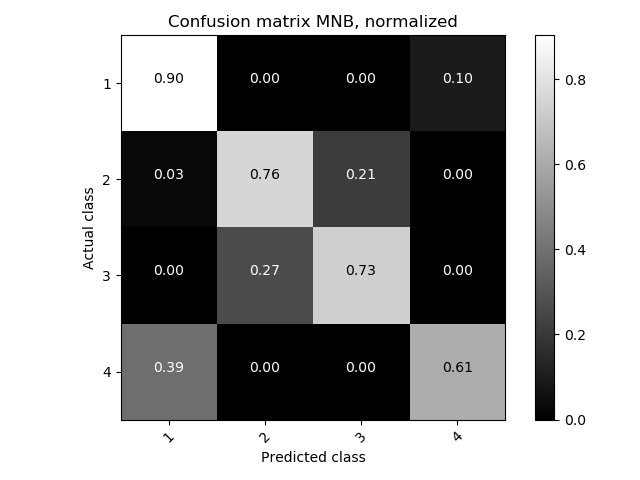 Confusion matrix MNB, normalized
1 0.90 0.00 0.00 0.10
2 0.03 0.76 0.21 0.00
3 0.00 0.27 0.73 0.00
4 0.39 0.00 0.00 0.61
1 2 3 4
Actual class
Predicted class
0.8
0.6
0.4
0.2
0.0